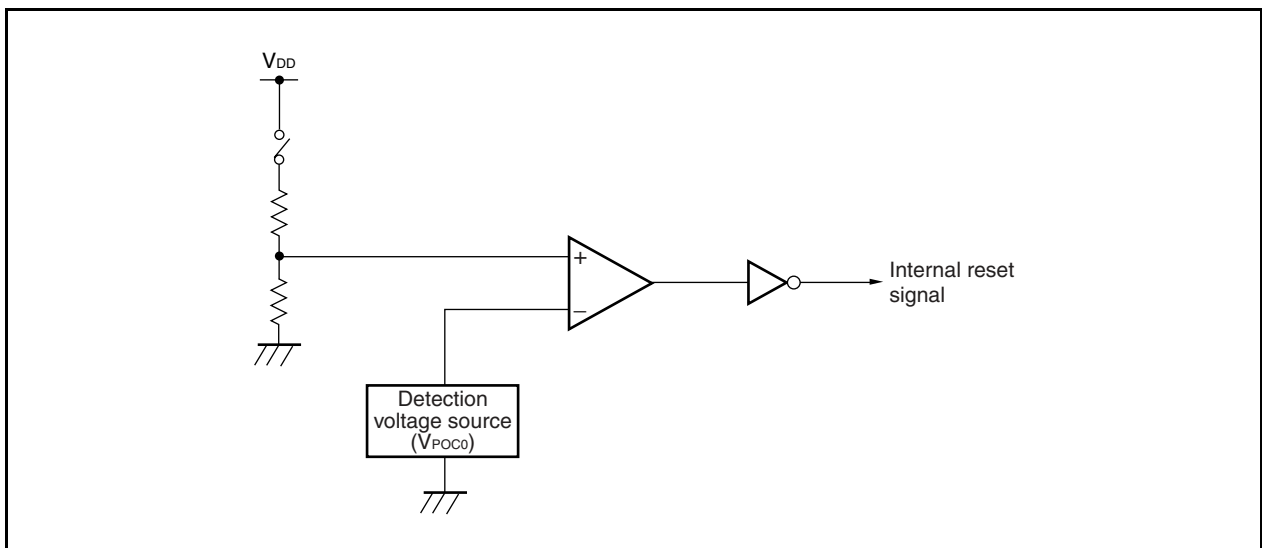 VDD
+
−
Internal reset
signal
Detection
voltage source
(VPOC0)